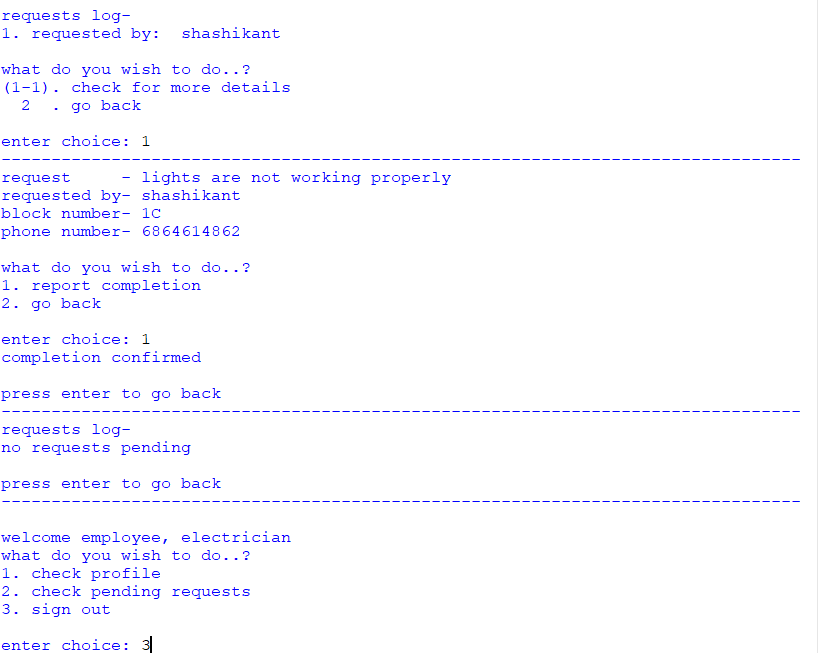 requests log-
1. requested by:  shashikant
what do you wish to do..?
(1-1). check for more details
  2  . go back
enter choice: 1
--------------------------------------------------------------------------------
request     - lights are not working properly
requested by- shashikant
block number- 1C
phone number- 6864614862
what do you wish to do..?
1. report completion
2. go back
enter choice: 1
completion confirmed
press enter to go back
--------------------------------------------------------------------------------
requests log-
no requests pending
press enter to go back
--------------------------------------------------------------------------------
welcome employee, electrician
what do you wish to do..?
1. check profile
2. check pending requests
3. sign out
enter choice: 3